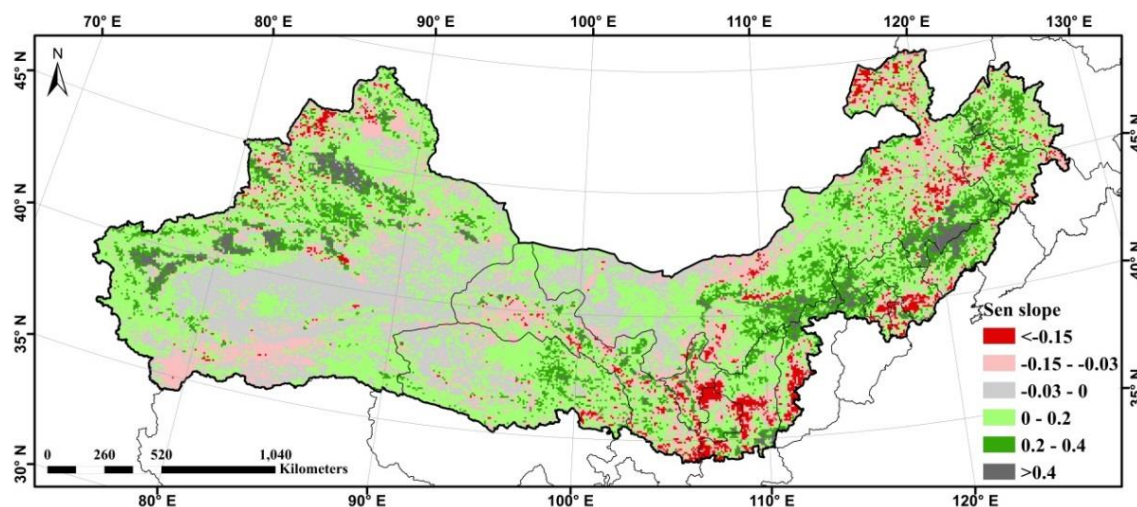 70° E 80° E 90° E 100° E 110° E 120° E 130° E
45° N
40° N
35° N
30° N
N
45° N
40° N
35° N
Sen slope
<-0.15
-0.15 - -0.03
-0.03 - 0
0 - 0.2
0.2 - 0.4
>0.4
0 260 520 1,040
Kilometers
80° E 90° E 100° E 110° E 120° E